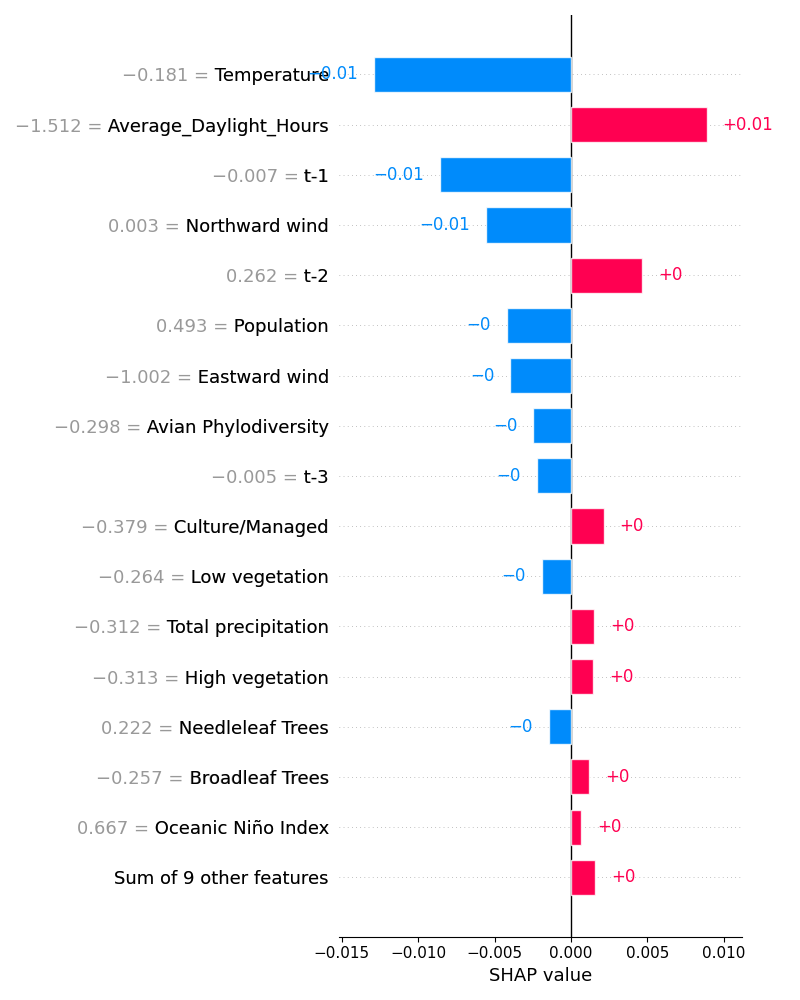 −0.181 = Temperature −0.01
−1.512 = Average_Daylight_Hours +0.01
−0.007 = t-1 −0.01
0.003 = Northward wind −0.01
0.262 = t-2 +0
0.493 = Population −0
−1.002 = Eastward wind −0
−0.298 = Avian Phylodiversity −0
−0.005 = t-3 −0
−0.379 = Culture/Managed +0
−0.264 = Low vegetation −0
−0.312 = Total precipitation +0
−0.313 = High vegetation +0
0.222 = Needleleaf Trees −0
−0.257 = Broadleaf Trees +0
0.667 = Oceanic Niño Index +0
Sum of 9 other features +0
−0.015 −0.010 −0.005 0.000 0.005 0.010
SHAP value